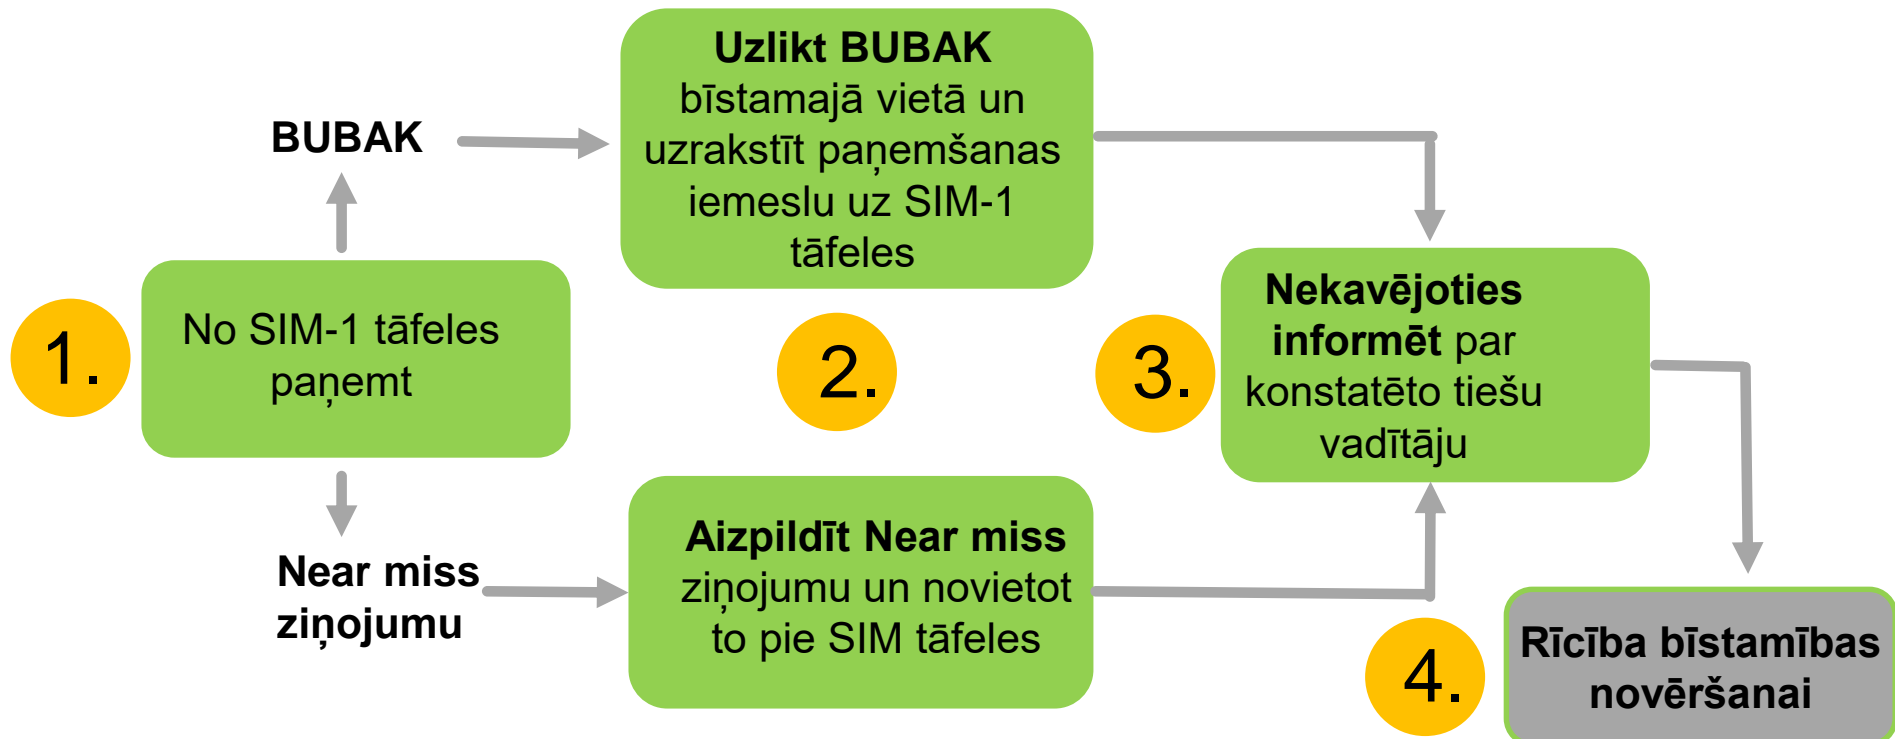 1.
No SIM-1 tāfeles
paņemt
BUBAK
Near miss
ziņojumu
2.
Uzlikt BUBAK
bīstamajā vietā un
uzrakstīt paņemšanas
iemeslu uz SIM-1
tāfeles
Aizpildīt Near miss
ziņojumu un novietot
to pie SIM tāfeles
3.
Nekavējoties
informēt par
konstatēto tiešu
vadītāju
4.
Rīcība bīstamības
novēršanai